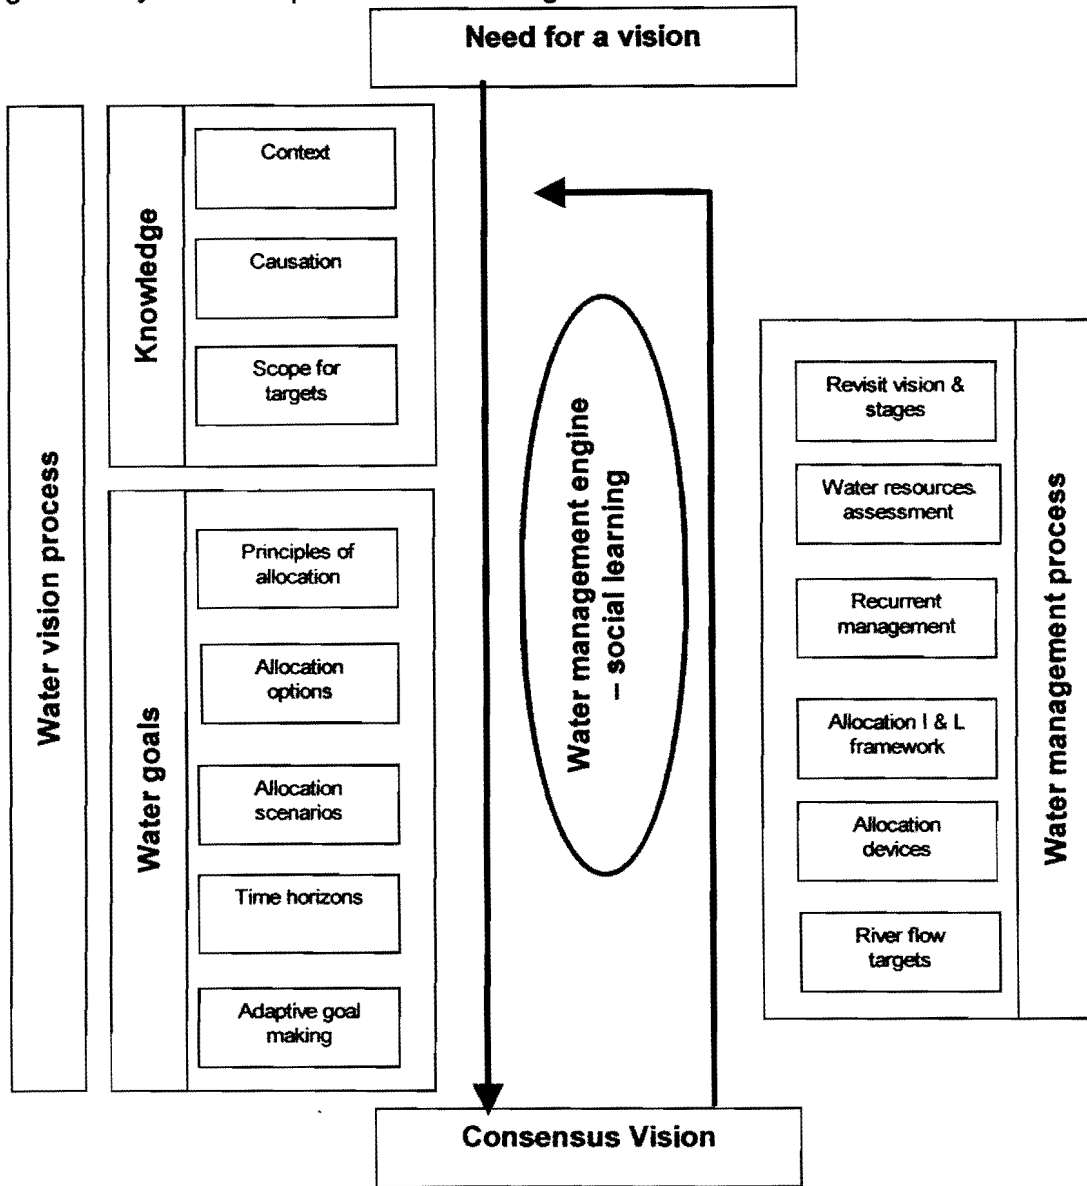 Need for a vision
Water vision process
Knowledge
Context
Causation
Scope for
targets
Water goals
Principles of
allocation
Allocation
options
Allocation
scenarios
Time horizons
Adaptive goal
making
Water management engine
– social learning
Revisit vision &
stages
Water resources
assessment
Recurrent
management
Allocation I & L
framework
Allocation
devices
River flow
targets
Water management process
Consensus Vision